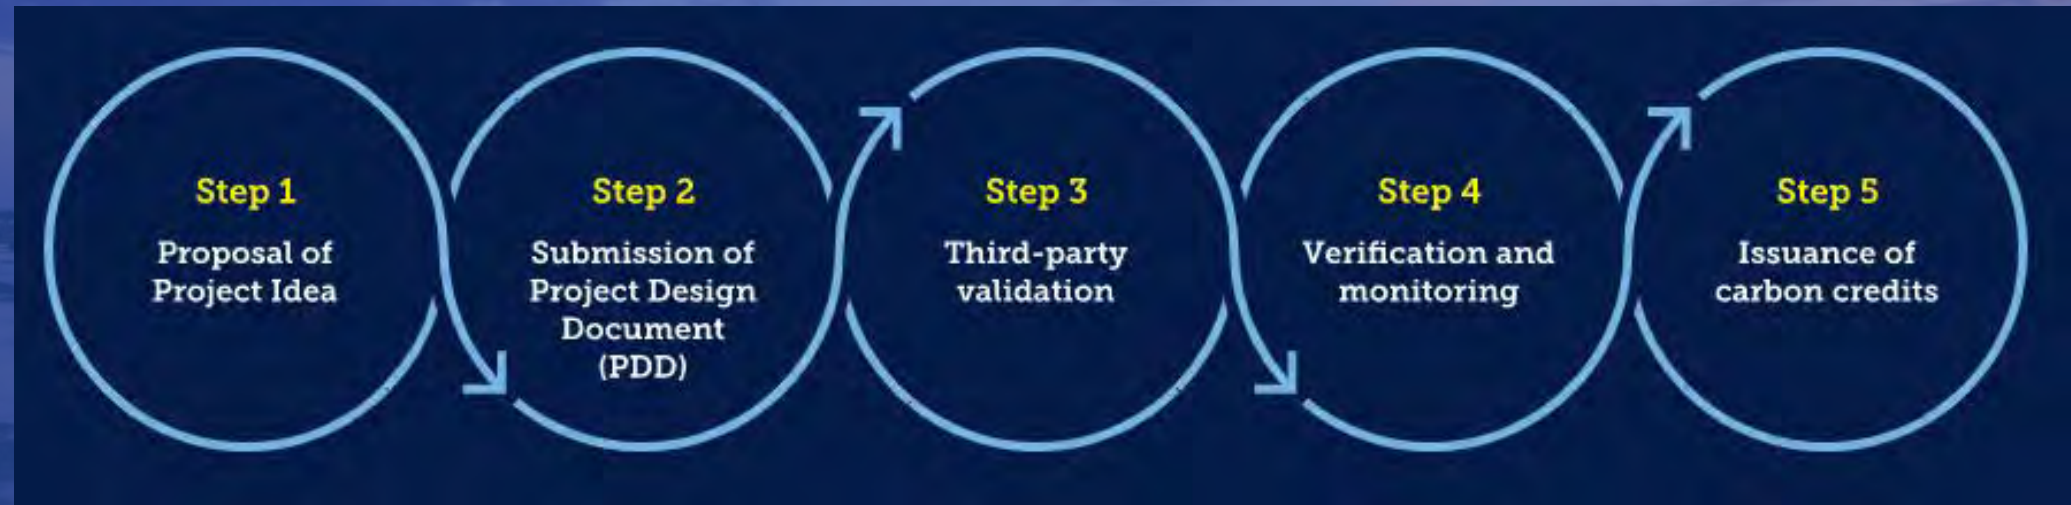 Step 1
Proposal of
Project Idea
Step 2
Submission of
Project Design
Document
(PDD)
Step 3
Third-party
validation
Step 4
Verification and
monitoring
Step 5
Issuance of
carbon credits